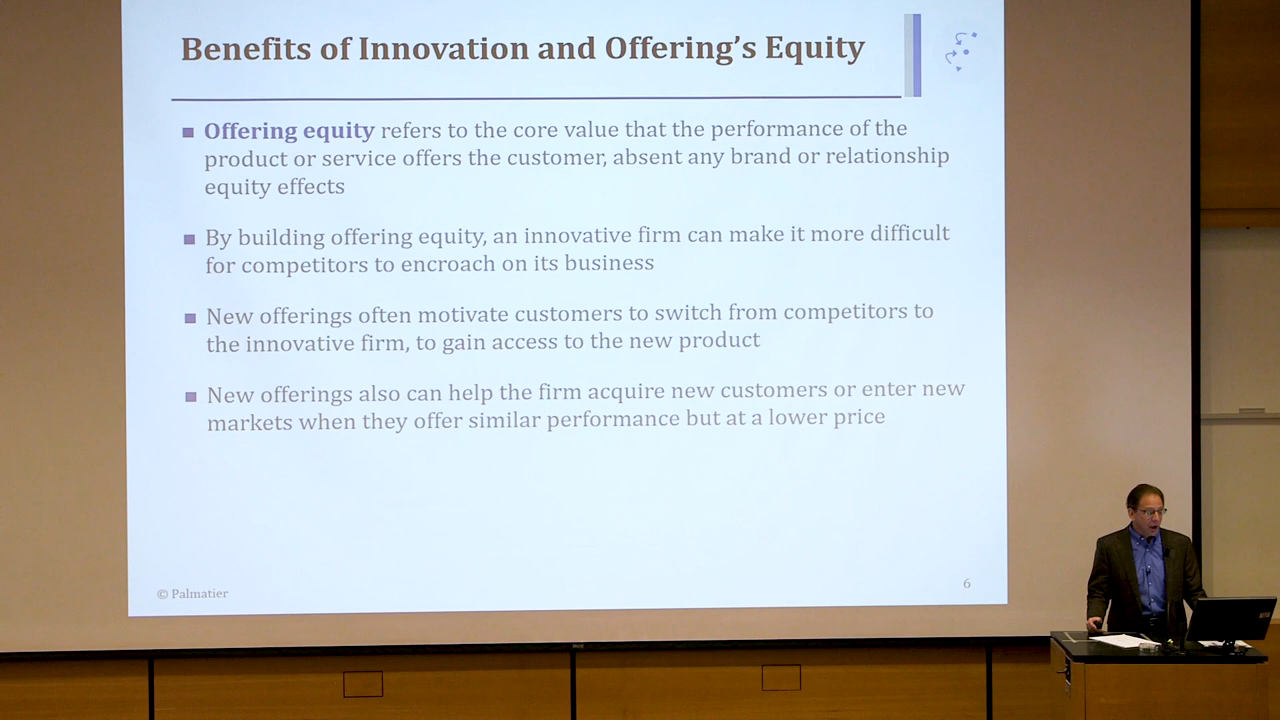 Benefits of Innovation and Offering's Equity
Offering equity refers to the core value that the performance of the
product or service offers the customer, absent any brand or relationship
equity effects
By building offering equity, an innovative firm can make it more difficult
for competitors to encroach on its business
New offerings often motivate customers to switch from competitors to
the innovative firm, to gain access to the new product
New offerings also can help the firm acquire new customers or enter new
markets when they offer similar performance but at a lower price
© Palmatier
6